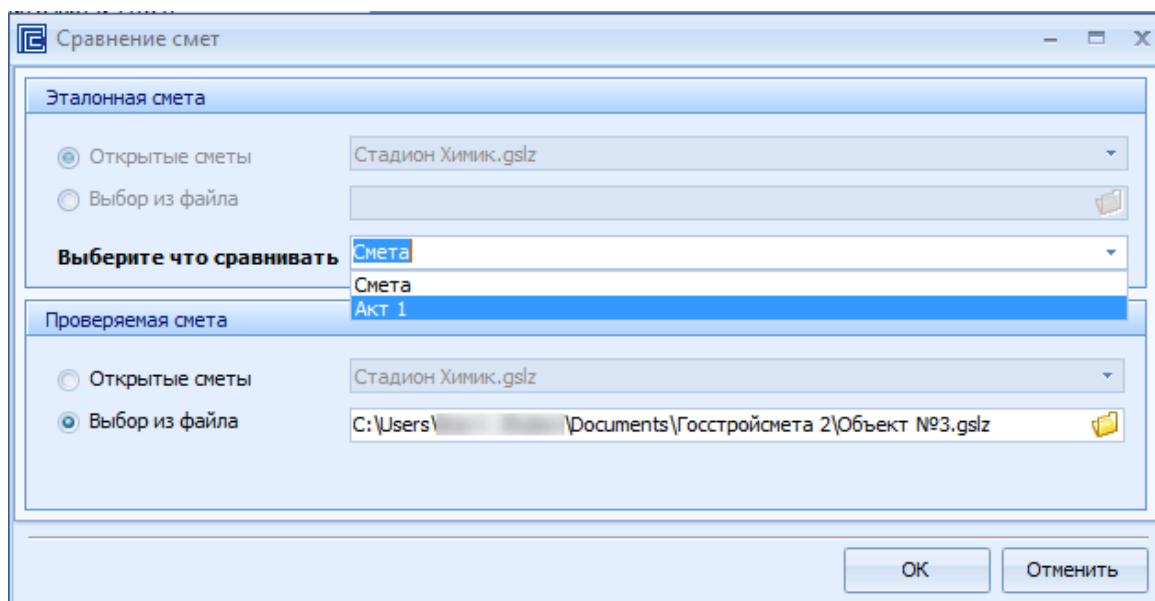 Сравнение смет
Эталонная смета
Открытые сметы Стадион Химик.gslz
Выбор из файла
Выберите что сравнивать Смета
Смета
Акт 1
Проверяемая смета
Открытые сметы Стадион Химик.gslz
Выбор из файла C:\Users\ \Documents\Госстройсмета 2\Объект №3.gslz
ОК Отменить